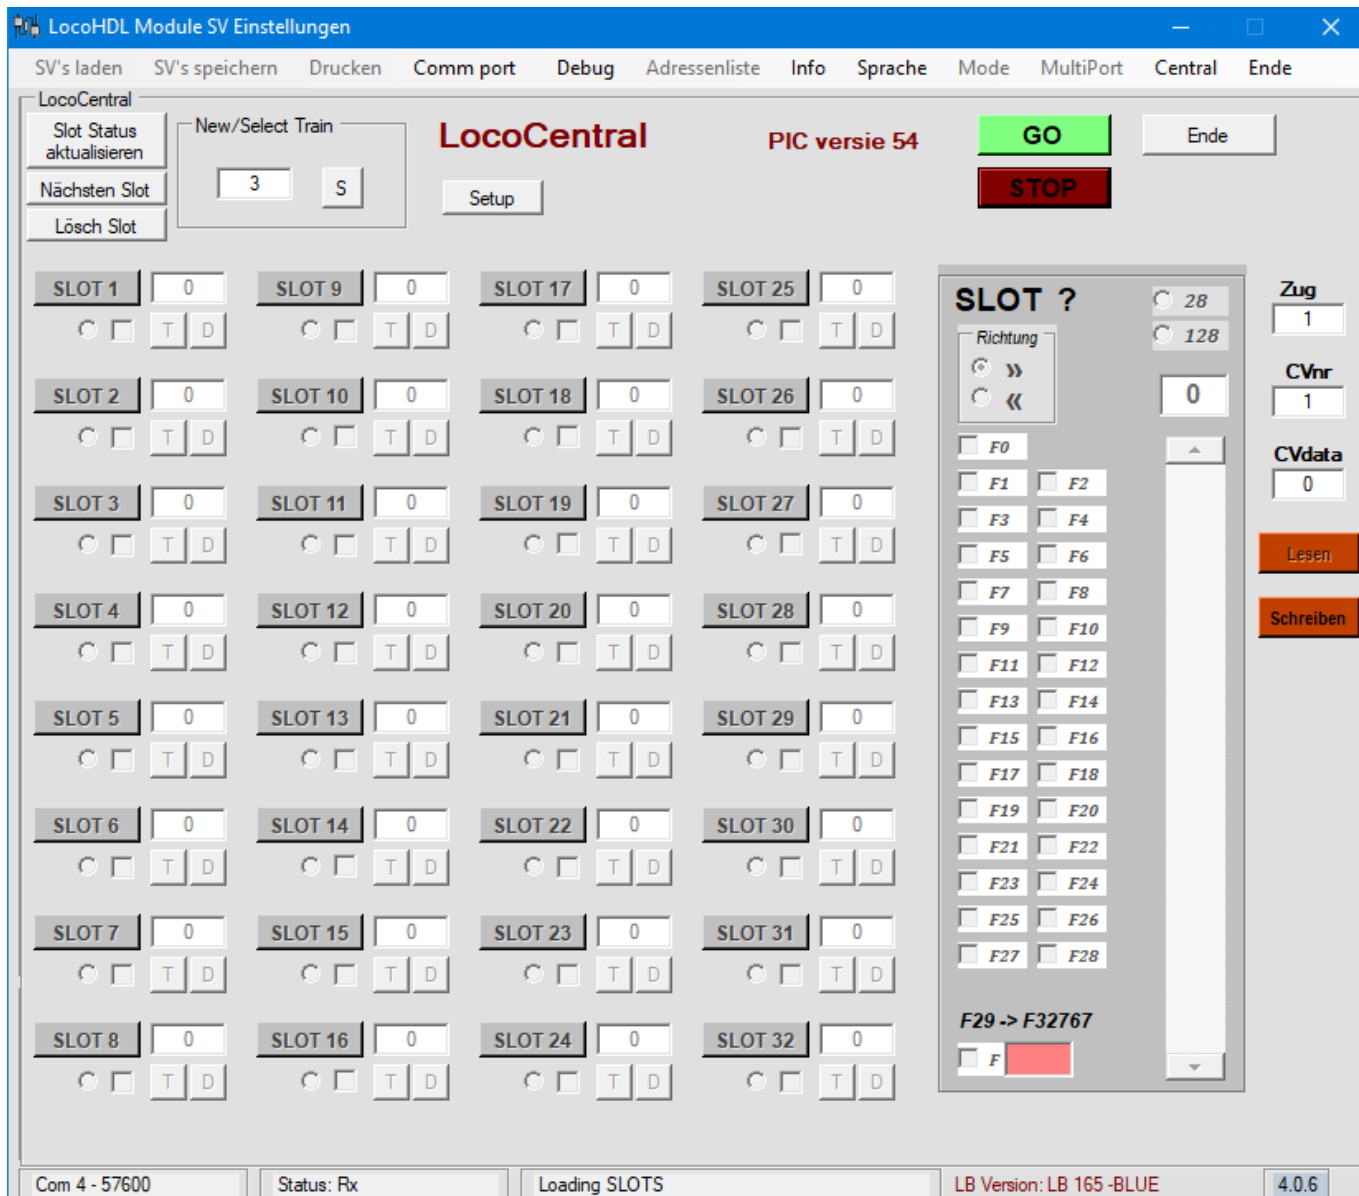 LocoHDL Module SV Einstellungen
SV's laden SV's speichern Drucken Comm port Debug Adressenliste Info Sprache Mode MultiPort Central Ende
LocoCentral
Slot Status
aktualisieren
Nächsten Slot
Lösch Slot
New/Select Train
3 S
LocoCentral
Setup
PIC versie 54
GO
STOP
Ende
SLOT 1 0 SLOT 9 0 SLOT 17 0 SLOT 25 0
T D T D T D T D
SLOT 2 0 SLOT 10 0 SLOT 18 0 SLOT 26 0
T D T D T D T D
SLOT 3 0 SLOT 11 0 SLOT 19 0 SLOT 27 0
T D T D T D T D
SLOT 4 0 SLOT 12 0 SLOT 20 0 SLOT 28 0
T D T D T D T D
SLOT 5 0 SLOT 13 0 SLOT 21 0 SLOT 29 0
T D T D T D T D
SLOT 6 0 SLOT 14 0 SLOT 22 0 SLOT 30 0
T D T D T D T D
SLOT 7 0 SLOT 15 0 SLOT 23 0 SLOT 31 0
T D T D T D T D
SLOT 8 0 SLOT 16 0 SLOT 24 0 SLOT 32 0
T D T D T D T D
SLOT ?
28
128
Richtung
»
«
0
F0
F1 F2
F3 F4
F5 F6
F7 F8
F9 F10
F11 F12
F13 F14
F15 F16
F17 F18
F19 F20
F21 F22
F23 F24
F25 F26
F27 F28
F29 -> F32767
F
Zug
1
CVnr
1
CVdata
0
Lesen
Schreiben
Com 4 - 57600 Status: Rx Loading SLOTS LB Version: LB 165 -BLUE 4.0.6